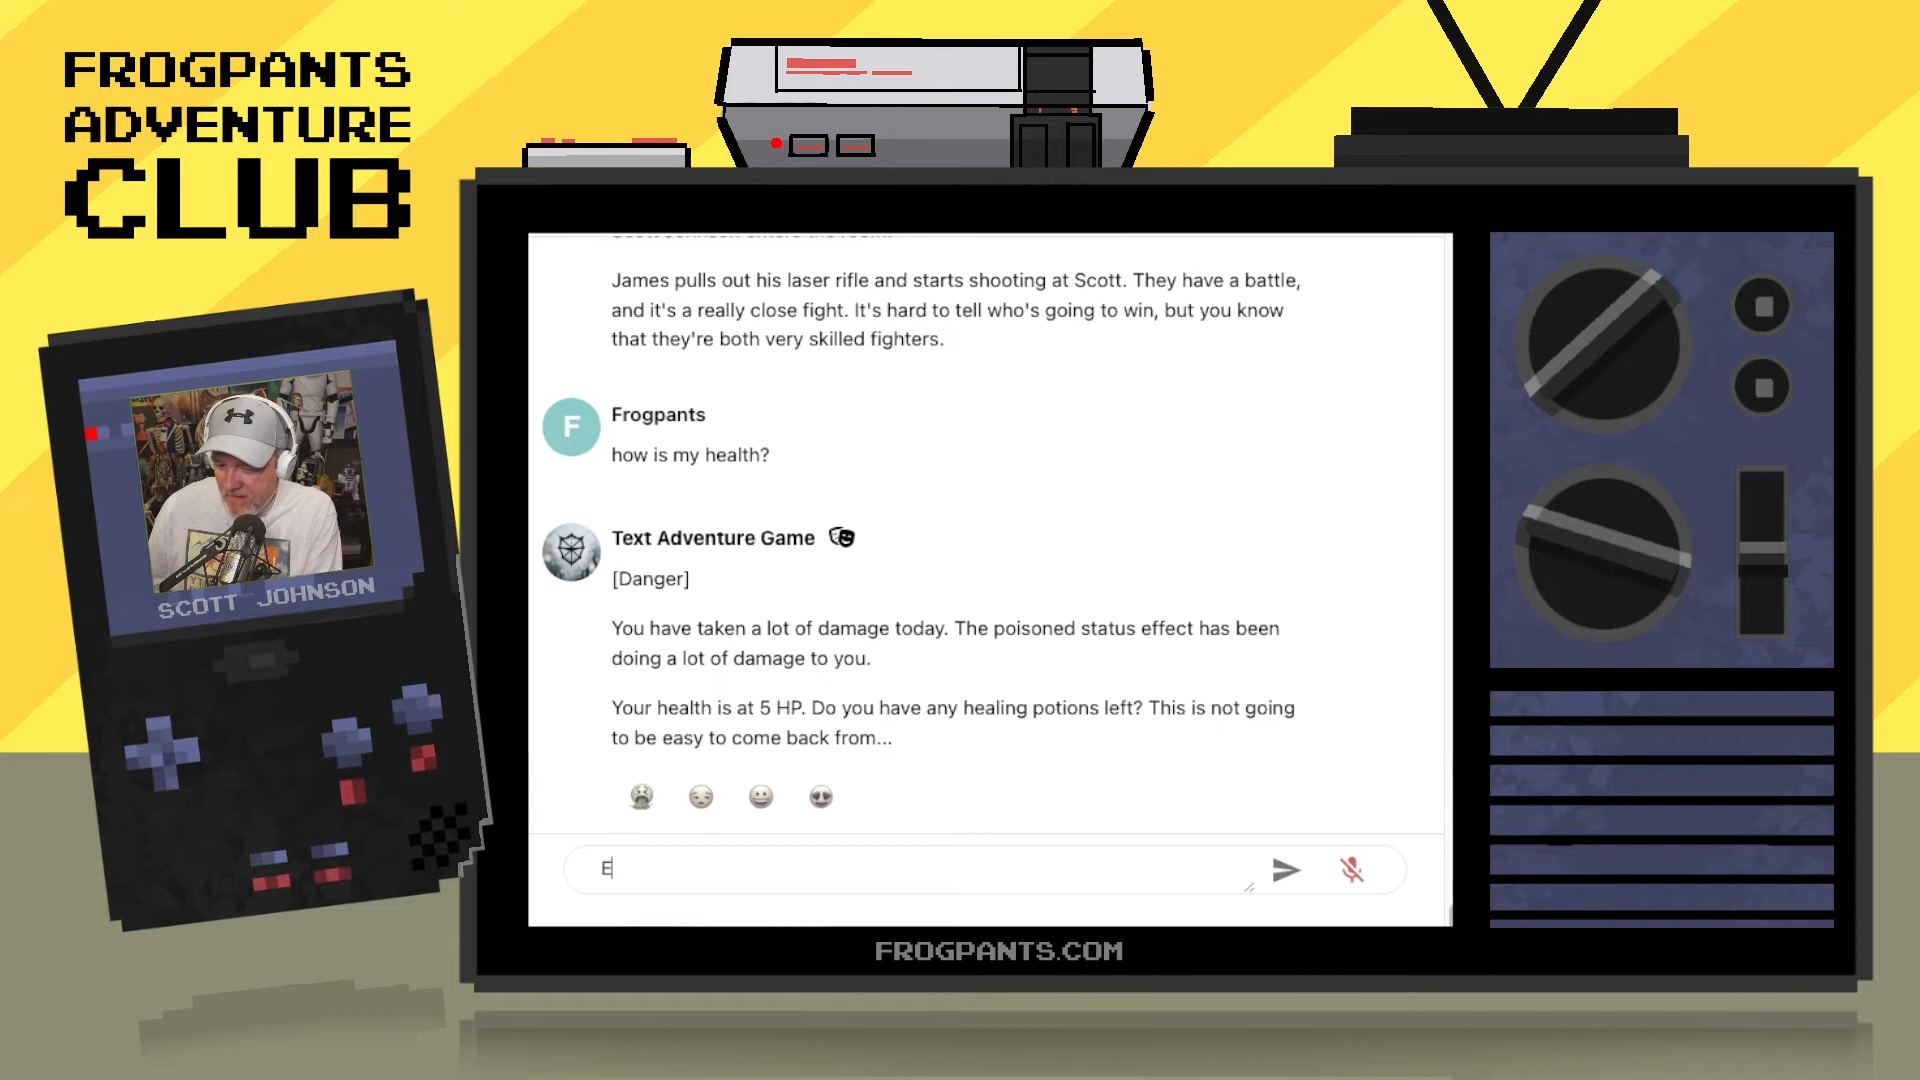 FROGPANTS
ADVENTURE
CLUB
James pulls out his laser rifle and starts shooting at Scott. They have a battle,
and it's a really close fight. It's hard to tell who's going to win, but you know
that they're both very skilled fighters.
F
Frogpants
how is my health?
Text Adventure Game
[Danger]
You have taken a lot of damage today. The poisoned status effect has been
doing a lot of damage to you.
Your health is at 5 HP. Do you have any healing potions left? This is not going
to be easy to come back from...
E
SCOTT JOHNSON
FROGPANTS.COM